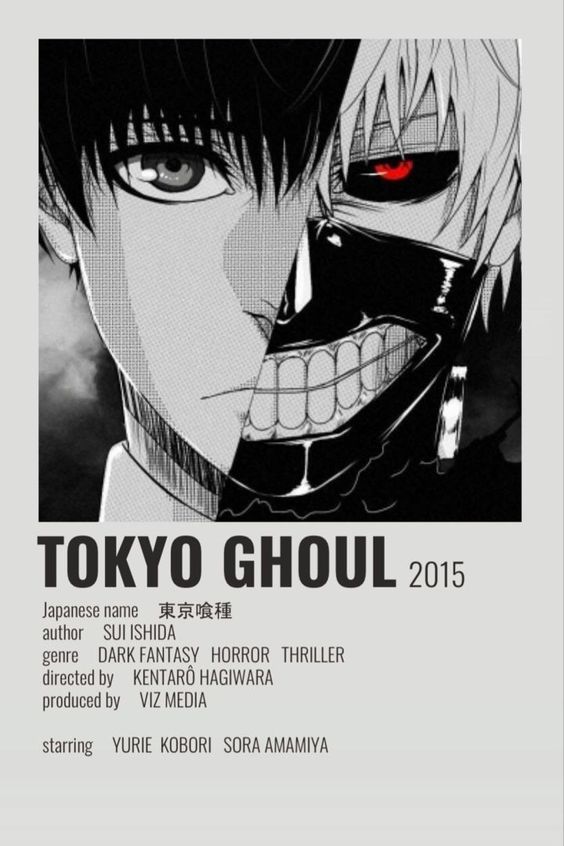 TOKYO GHOUL 2015
Japanese name 東京喰種
author SUI ISHIDA
genre DARK FANTASY HORROR THRILLER
directed by KENTARÔ HAGIWARA
produced by VIZ MEDIA
starring YURIE KOBORI SORA AMAMIYA